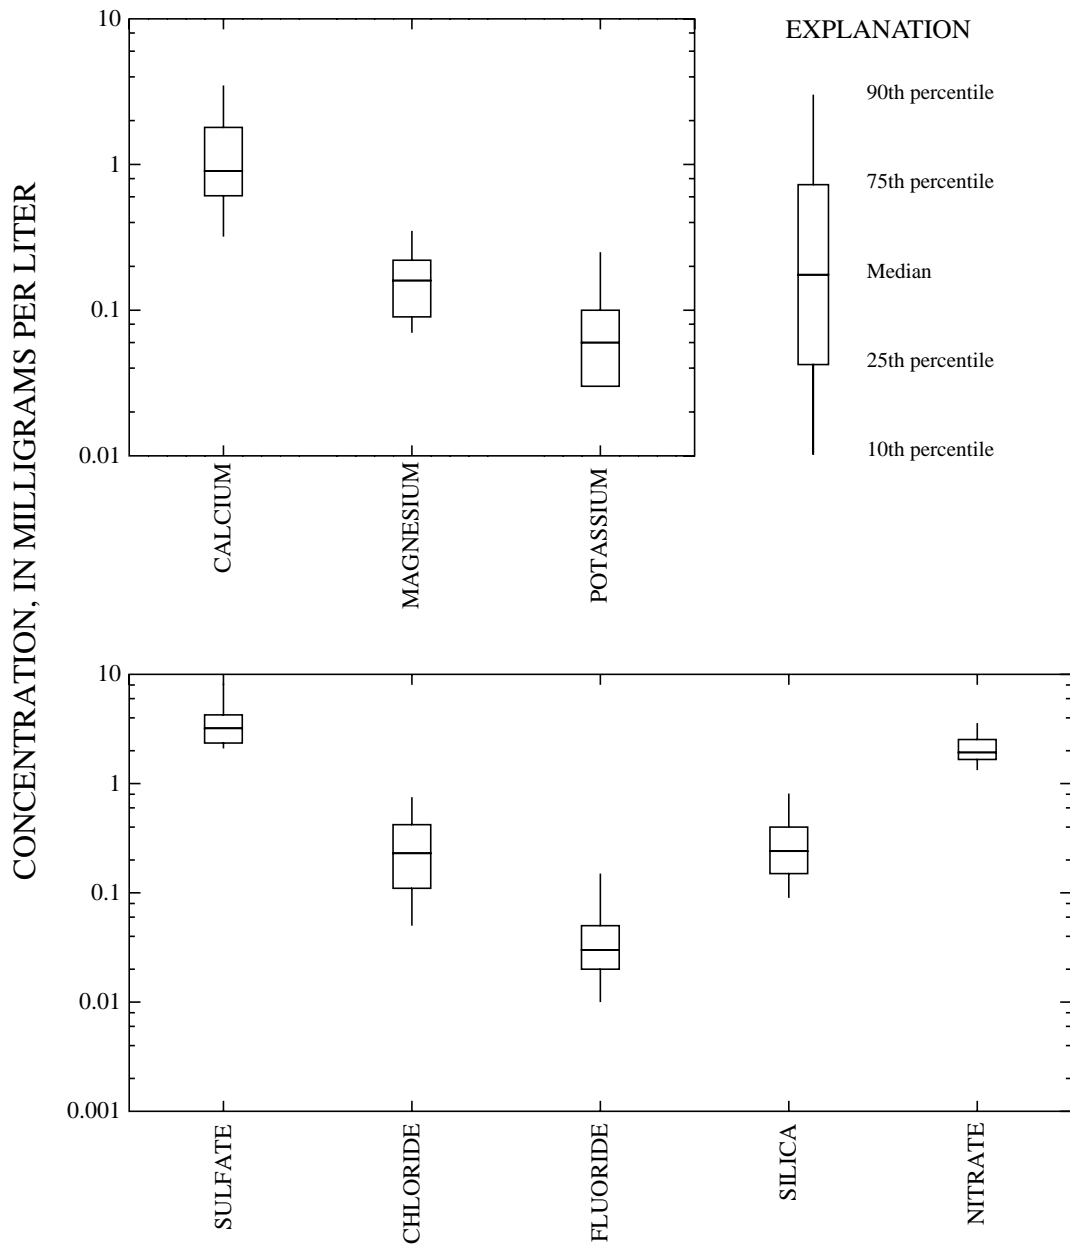 CONCENTRATION, IN MILLIGRAMS PER LITER
10
1
0.1
0.01
CALCIUM
MAGNESIUM
POTASSIUM
EXPLANATION
90th percentile
75th percentile
Median
25th percentile
10th percentile
10
1
0.1
0.01
0.001
SULFATE
CHLORIDE
FLUORIDE
SILICA
NITRATE